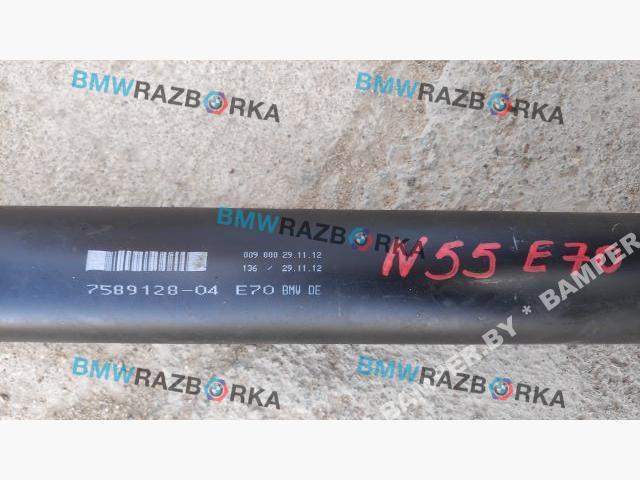 BMWRAZBORKA
BMWRAZBORKA
BMWRAZBORKA
009 000 29.11.12
136 / 29.11.12
7589128-04 E70 BMW DE
N55 E70
BAMPER.BY * BAMPER
BMWRAZBORKA
BMWRAZBORKA